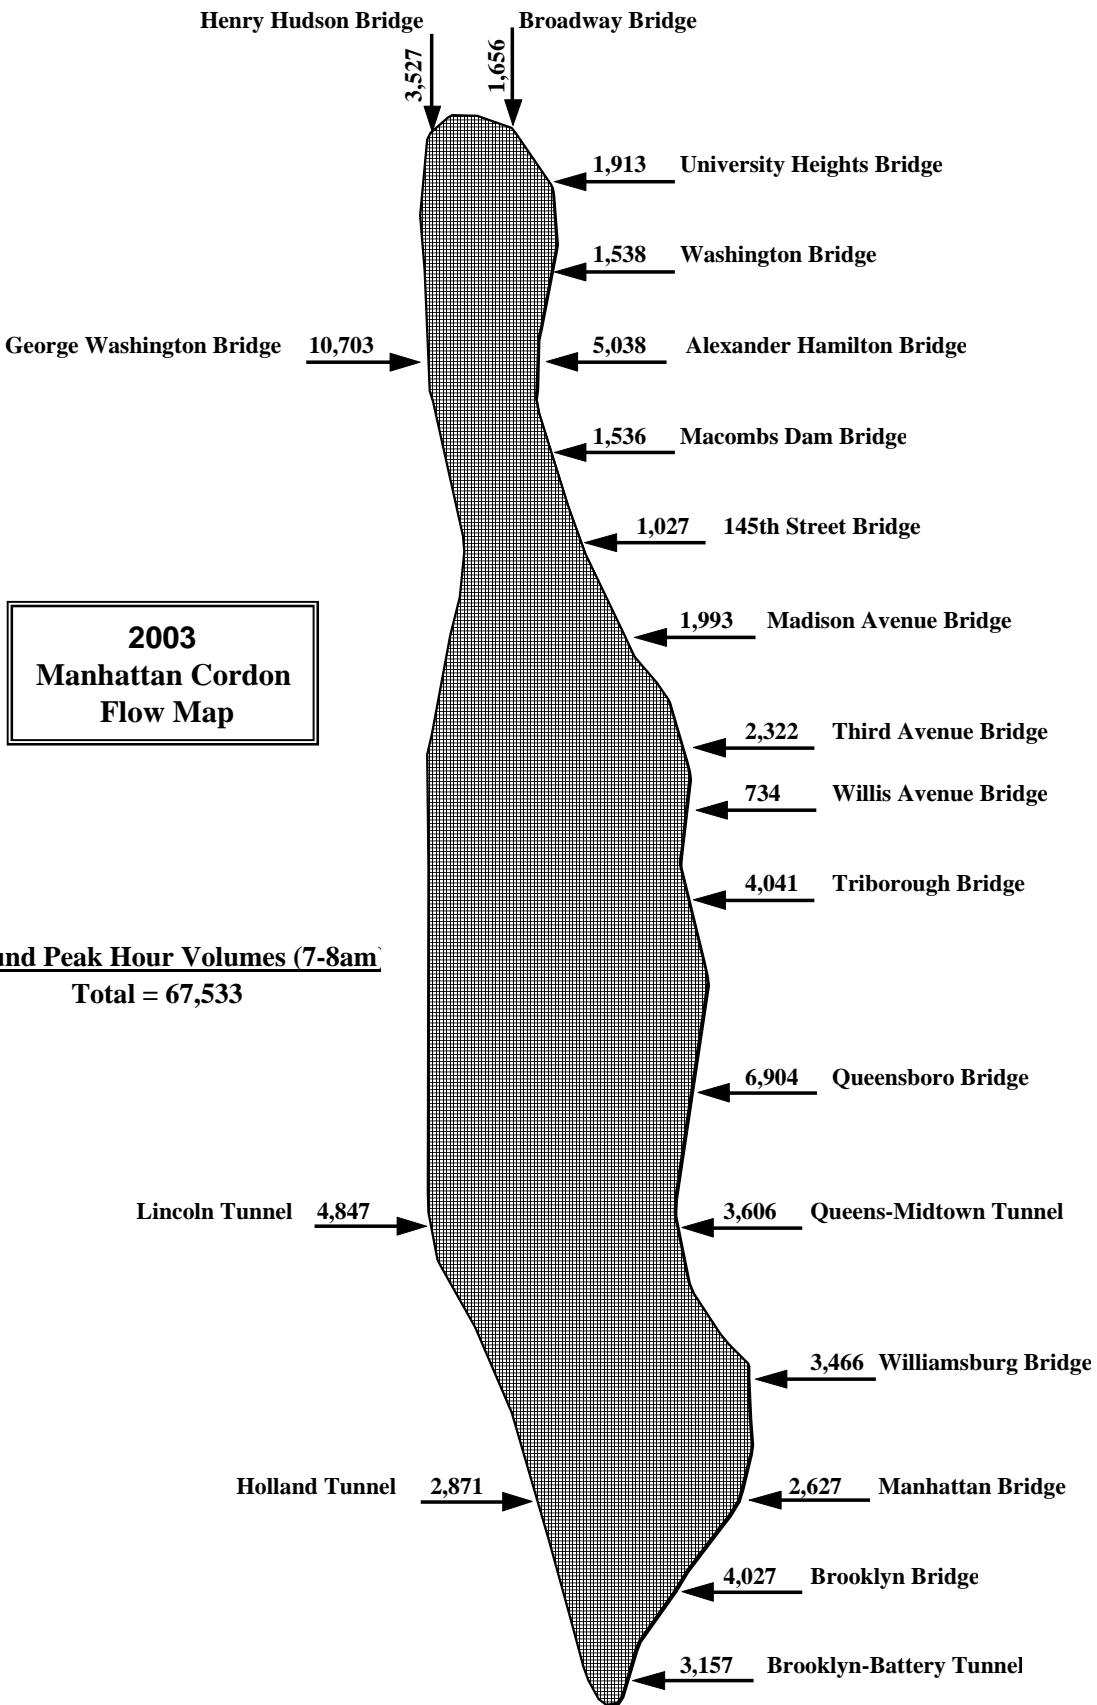 Henry Hudson Bridge
Broadway Bridge
3,527
1,656
1,913 University Heights Bridge
1,538 Washington Bridge
George Washington Bridge 10,703
5,038 Alexander Hamilton Bridge
1,536 Macombs Dam Bridge
1,027 145th Street Bridge
1,993 Madison Avenue Bridge
2003
Manhattan Cordon
Flow Map
2,322 Third Avenue Bridge
734 Willis Avenue Bridge
4,041 Triborough Bridge
Peak Hour Volumes (7-8am)
Total = 67,533
6,904 Queensboro Bridge
Lincoln Tunnel 4,847
3,606 Queens-Midtown Tunnel
3,466 Williamsburg Bridge
Holland Tunnel 2,871
2,627 Manhattan Bridge
4,027 Brooklyn Bridge
3,157 Brooklyn-Battery Tunnel